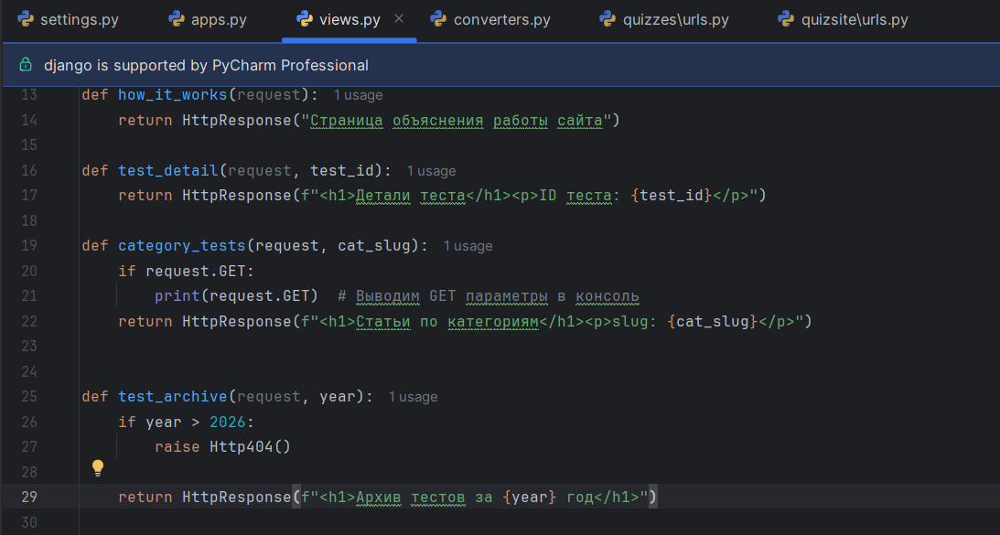 settings.py apps.py views.py converters.py quizzes\urls.py quizsite\urls.py
django is supported by PyCharm Professional
13 def how_it_works(request): 1 usage
14 return HttpResponse("Страница объяснения работы сайта")
15
16 def test_detail(request, test_id): 1 usage
17 return HttpResponse(f"<h1>Детали теста</h1><p>ID теста: {test_id}</p>")
18
19 def category_tests(request, cat_slug): 1 usage
20 if request.GET:
21 print(request.GET) # Выводим GET параметры в консоль
22 return HttpResponse(f"<h1>Статьи по категориям</h1><p>slug: {cat_slug}</p>")
23
24
25 def test_archive(request, year): 1 usage
26 if year > 2026:
27 raise Http404()
28
29 return HttpResponse(f"<h1>Архив тестов за {year} год</h1>")
30